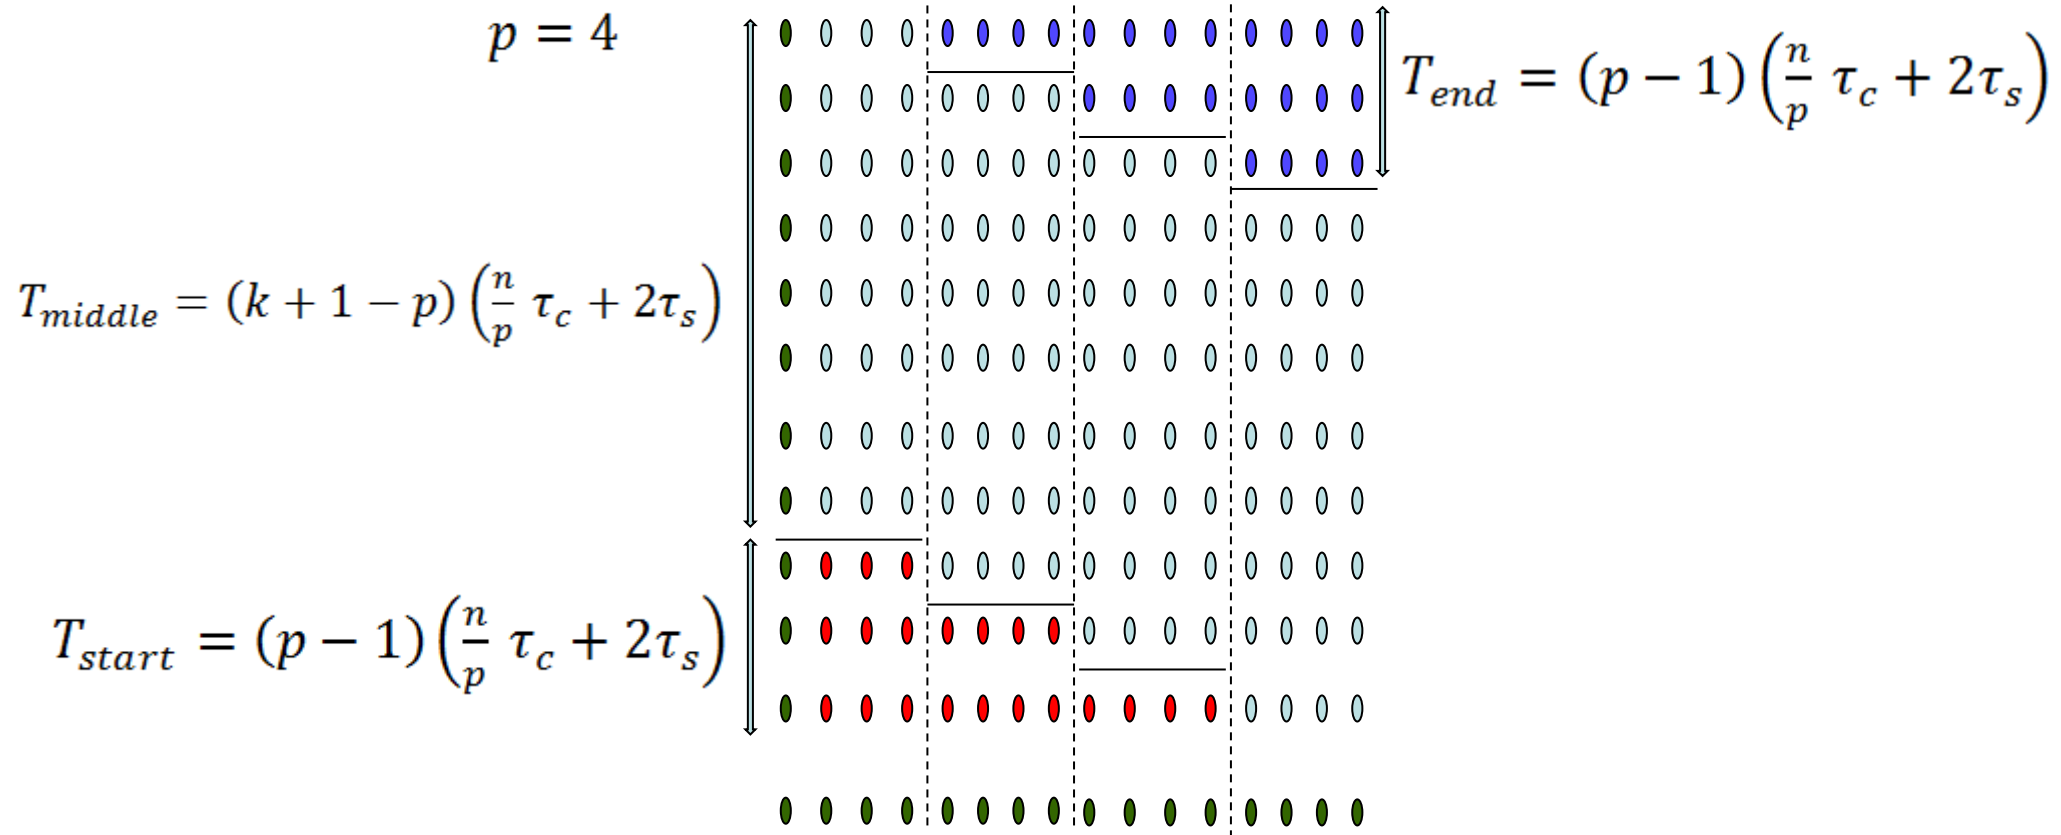 p = 4
T_end = (p − 1) (n/p τ_c + 2τ_s)
T_middle = (k + 1 − p) (n/p τ_c + 2τ_s)
T_start = (p − 1) (n/p τ_c + 2τ_s)